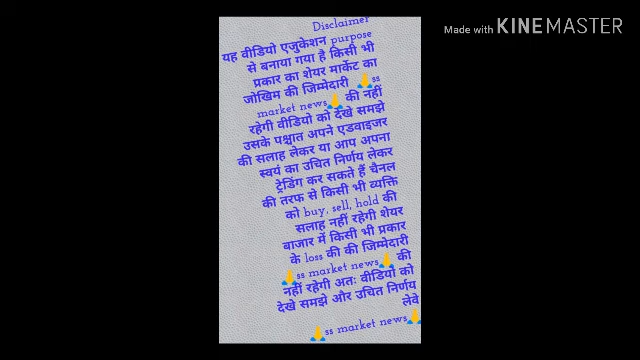 Made with KINEMASTER
Disclaimer
यह वीडियो एजुकेशन purpose
से बनाया गया है किसी भी
प्रकार का शेयर मार्केट का
जोखिम की जिम्मेदारी 🙏ss
market news🙏 की नहीं
रहेगी वीडियो को देखे समझे
उसके पश्चात अपने एडवाइजर
की सलाह लेकर या आप अपना
स्वयं का उचित निर्णय लेकर
ट्रेडिंग कर सकते हैं चैनल
की तरफ से किसी भी व्यक्ति
को buy, sell, hold की
सलाह नहीं रहेगी शेयर
बाजार में किसी भी प्रकार
के loss की की जिम्मेदारी
🙏ss market news🙏 की
नहीं रहेगी अतः वीडियो को
देखे समझे और उचित निर्णय
लेवे
🙏ss market news🙏